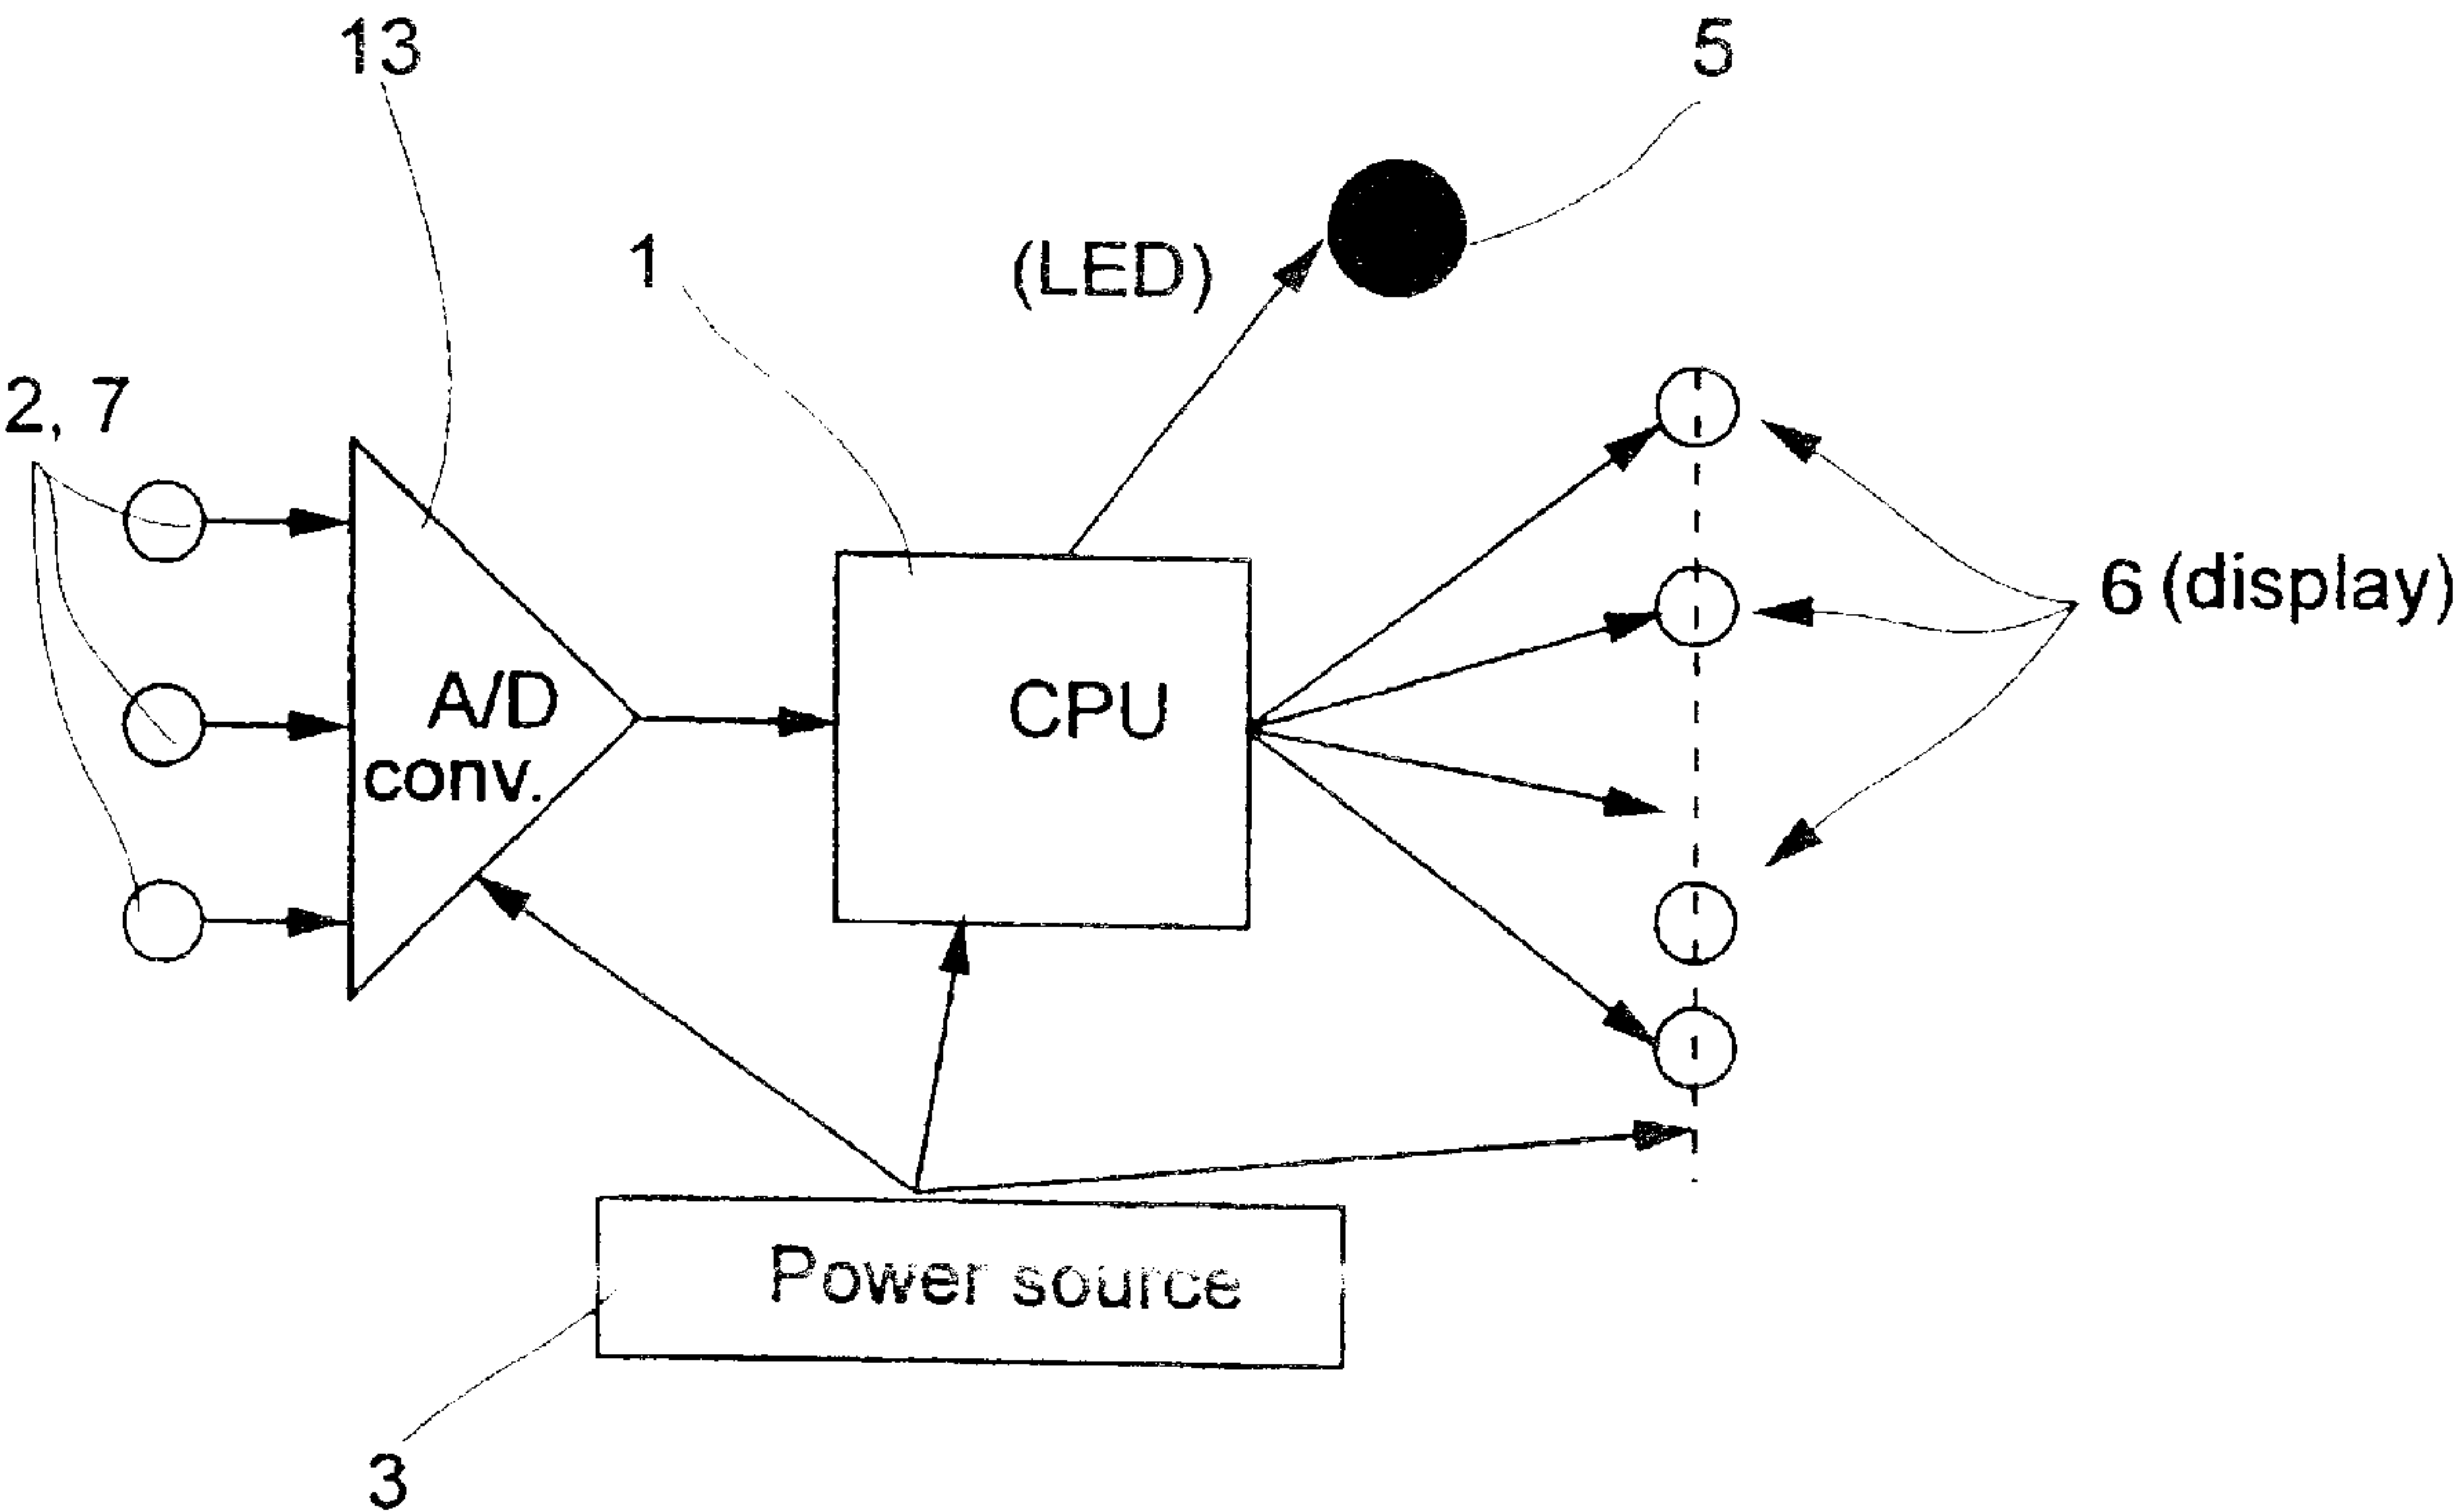 13
5
1
(LED)
2, 7
6 (display)
A/D
conv.
CPU
Power source
3